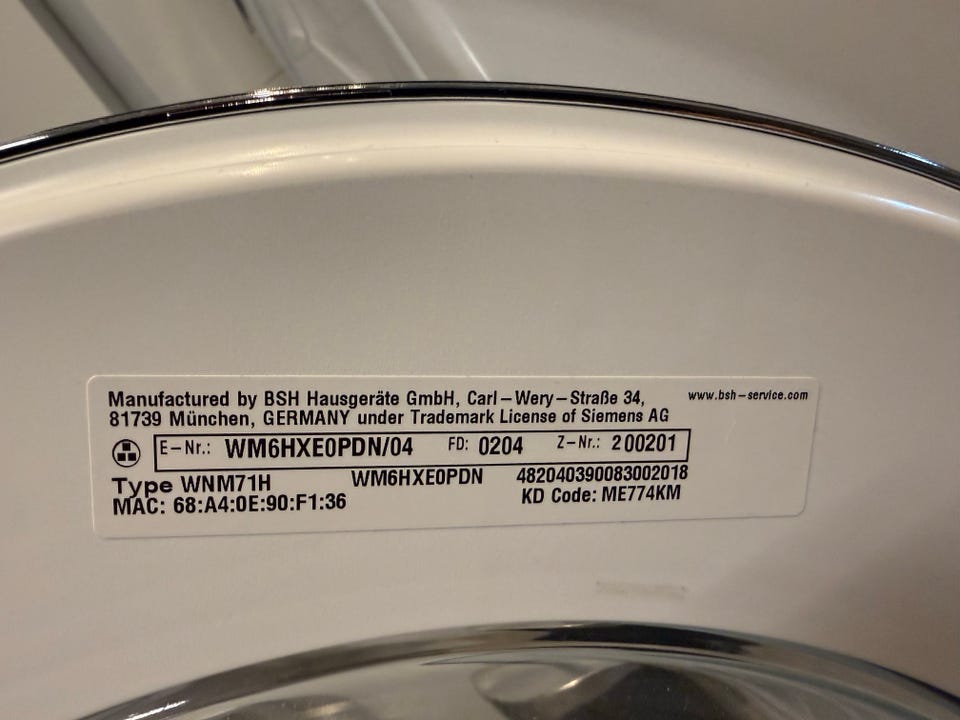 Manufactured by BSH Hausgeräte GmbH, Carl-Wery-Straße 34,
81739 München, GERMANY under Trademark License of Siemens AG
www.bsh-service.com
E-Nr.: WM6HXE0PDN/04 FD: 0204 Z-Nr.: 200201
Type WNM71H WM6HXE0PDN 482040390083002018
MAC: 68:A4:0E:90:F1:36 KD Code: ME774KM